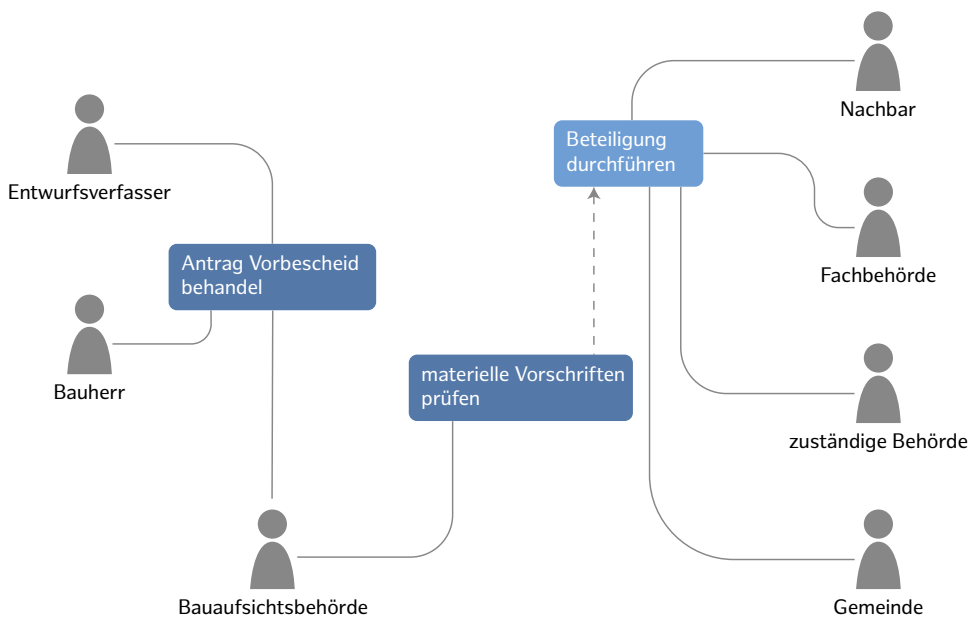 Nachbar
Beteiligung
durchführen
Entwurfsverfasser
Antrag Vorbescheid
behandel
Fachbehörde
Bauherr
materielle Vorschriften
prüfen
zuständige Behörde
Bauaufsichtsbehörde
Gemeinde